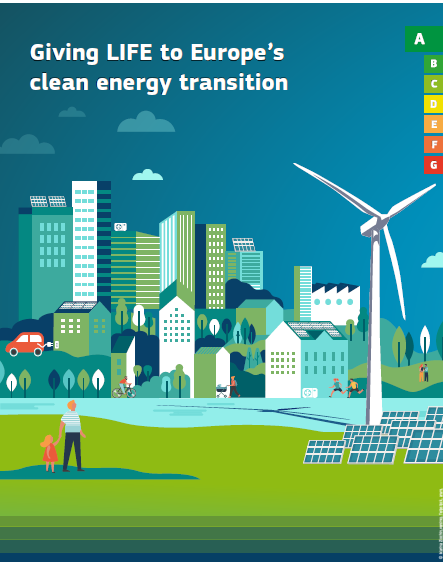 Giving LIFE to Europe's
clean energy transition
A
B
C
D
E
F
G